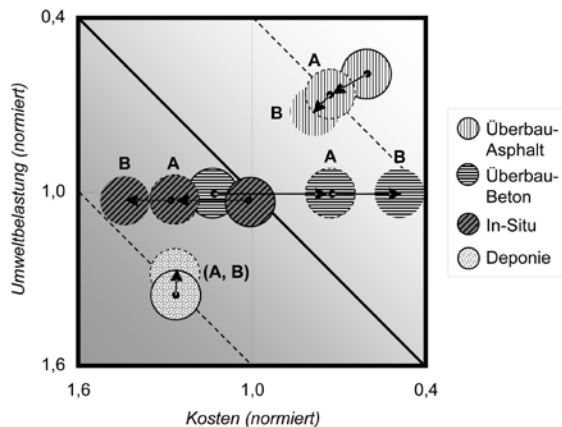 0,4
A
B
B
A
A
B
Umweltbelastung (normiert)
1,0
(A, B)
1,6
1,6
1,0
0,4
Kosten (normiert)
Überbau-
Asphalt
Überbau-
Beton
In-Situ
Deponie